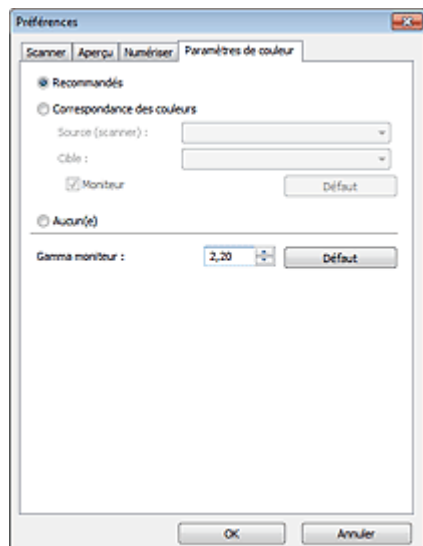 Préférences
Scanner Aperçu Numériser Paramètres de couleur
Recommandés
Correspondance des couleurs
Source (scanner) :
Cible :
Moniteur Défaut
Aucun(e)
Gamma moniteur : 2,20 Défaut
OK Annuler